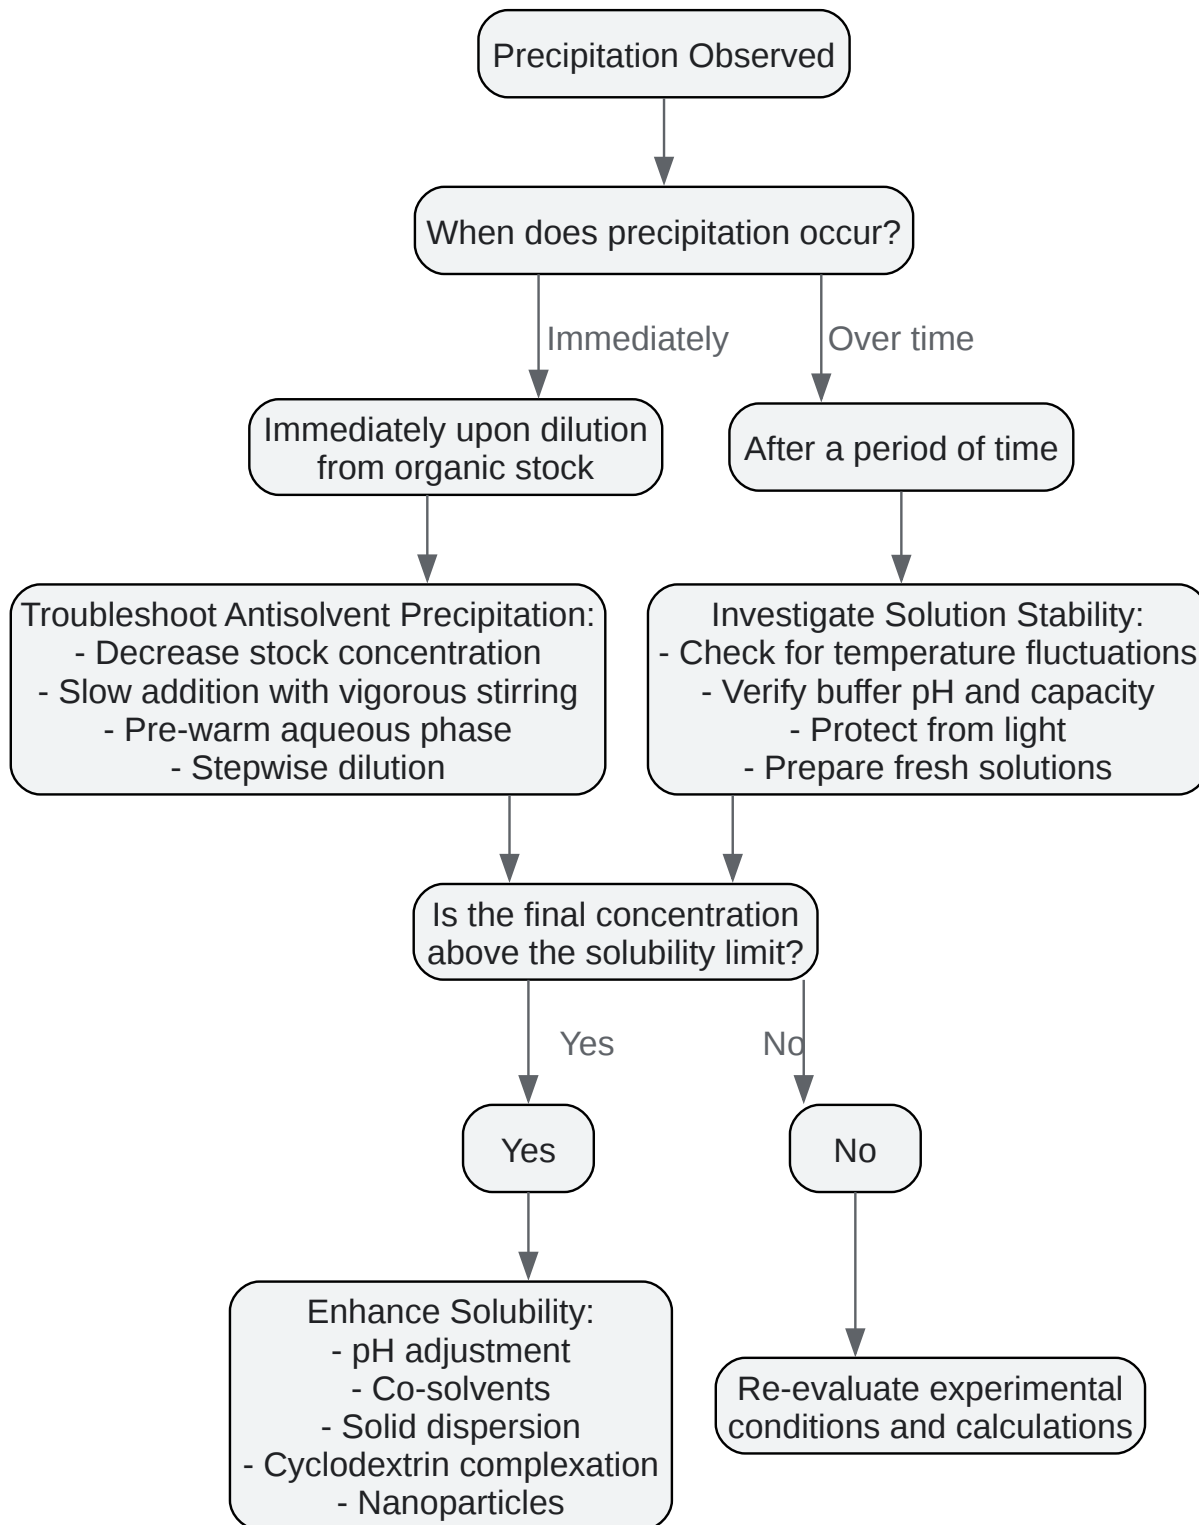 Precipitation Observed
When does precipitation occur?
Immediately
Over time
Immediately upon dilution
from organic stock
After a period of time
Troubleshoot Antisolvent Precipitation:
- Decrease stock concentration
- Slow addition with vigorous stirring
- Pre-warm aqueous phase
- Stepwise dilution
Investigate Solution Stability:
- Check for temperature fluctuations
- Verify buffer pH and capacity
- Protect from light
- Prepare fresh solutions
Is the final concentration
above the solubility limit?
Yes
No
Yes
No
Enhance Solubility:
- pH adjustment
- Co-solvents
- Solid dispersion
- Cyclodextrin complexation
- Nanoparticles
Re-evaluate experimental
conditions and calculations